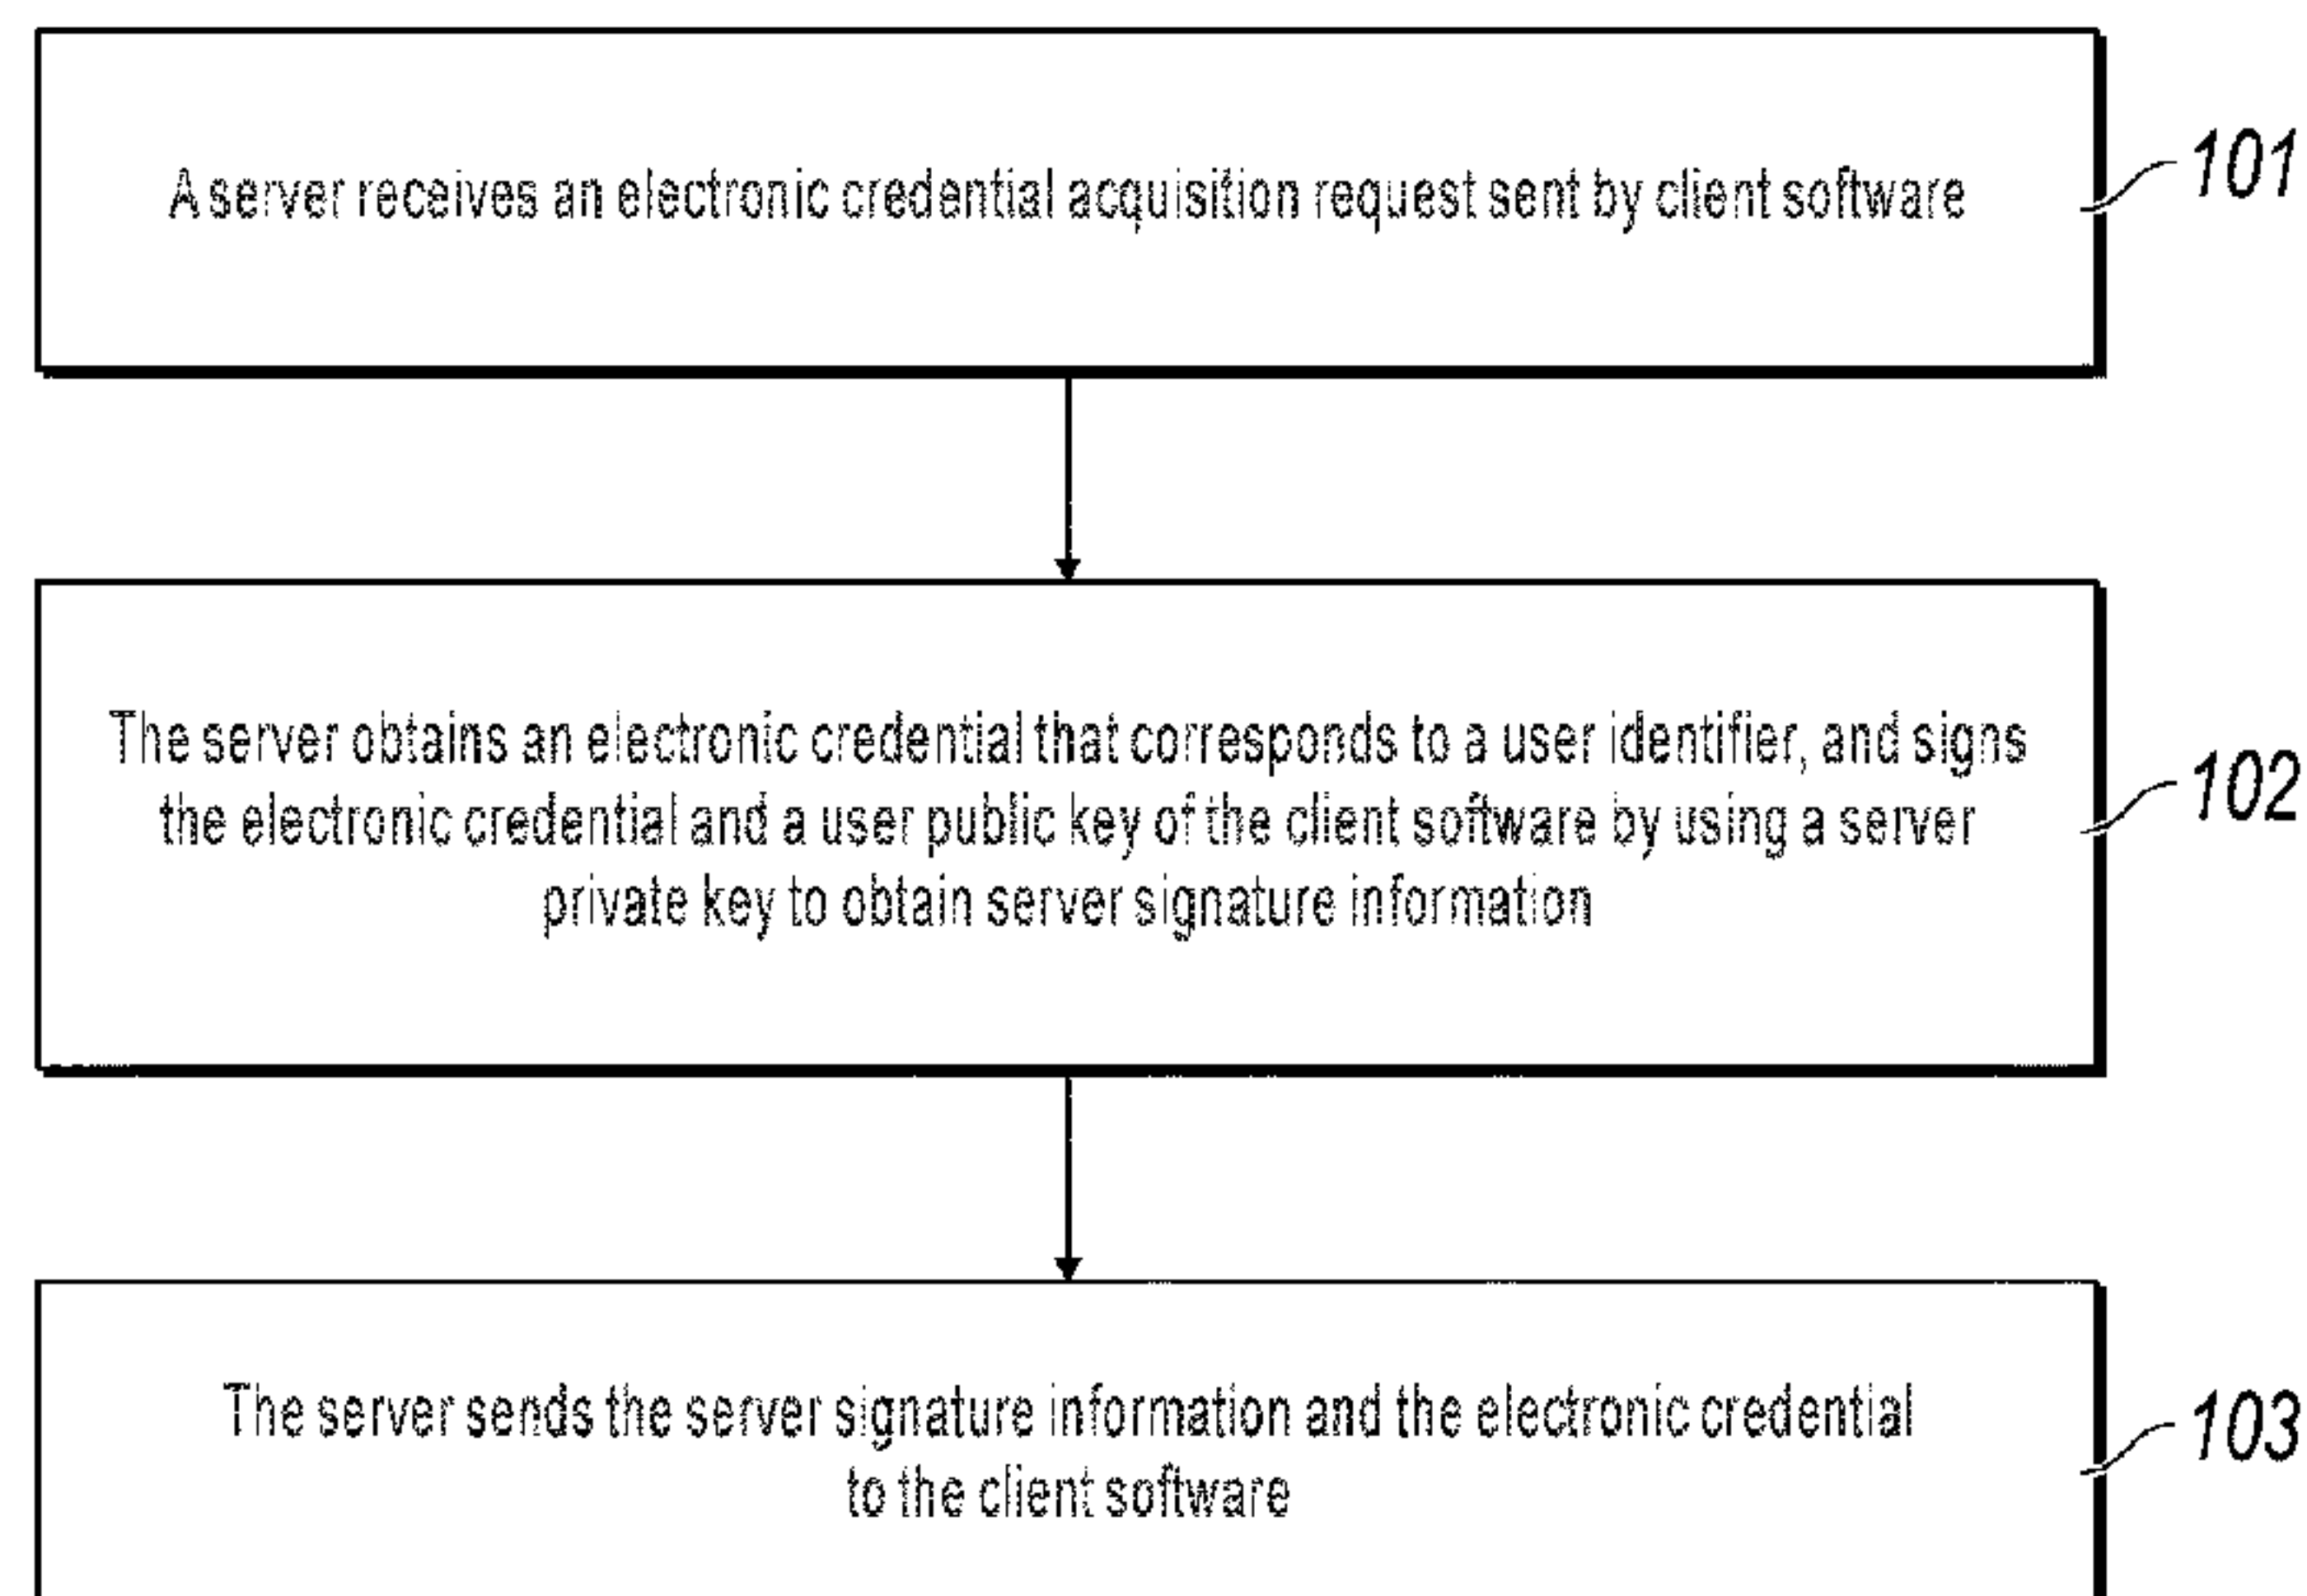 A server receives an electronic credential acquisition request sent by client software
101
The server obtains an electronic credential that corresponds to a user identifier, and signs
the electronic credential and a user public key of the client software by using a server
private key to obtain server signature information
102
The server sends the server signature information and the electronic credential
to the client software
103